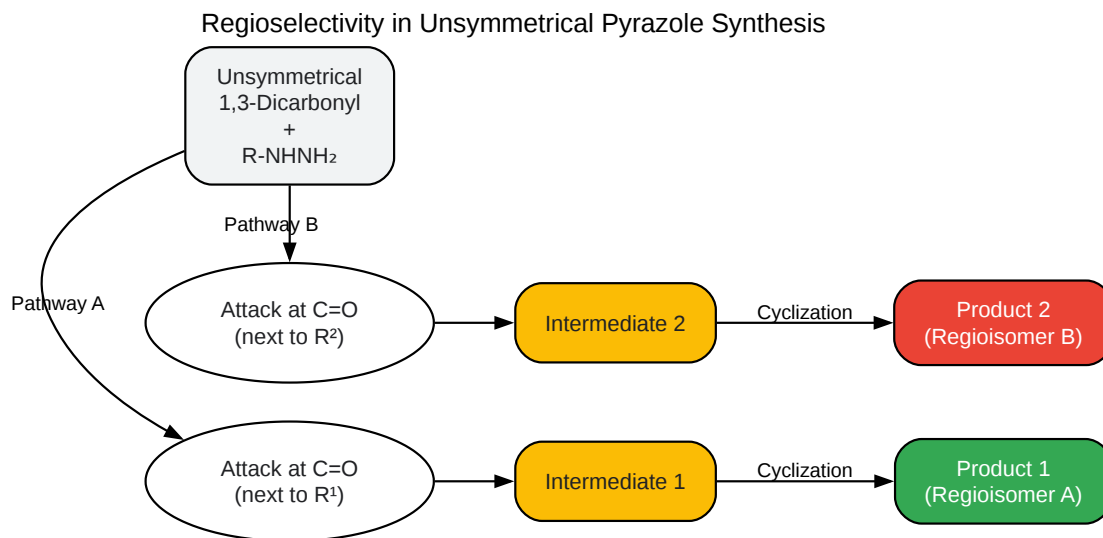 Regioselectivity in Unsymmetrical Pyrazole Synthesis
Unsymmetrical
1,3-Dicarbonyl
+
R-NHNH₂
Pathway B
Pathway A
Attack at C=O
(next to R²)
Intermediate 2
Cyclization
Product 2
(Regioisomer B)
Attack at C=O
(next to R¹)
Intermediate 1
Cyclization
Product 1
(Regioisomer A)